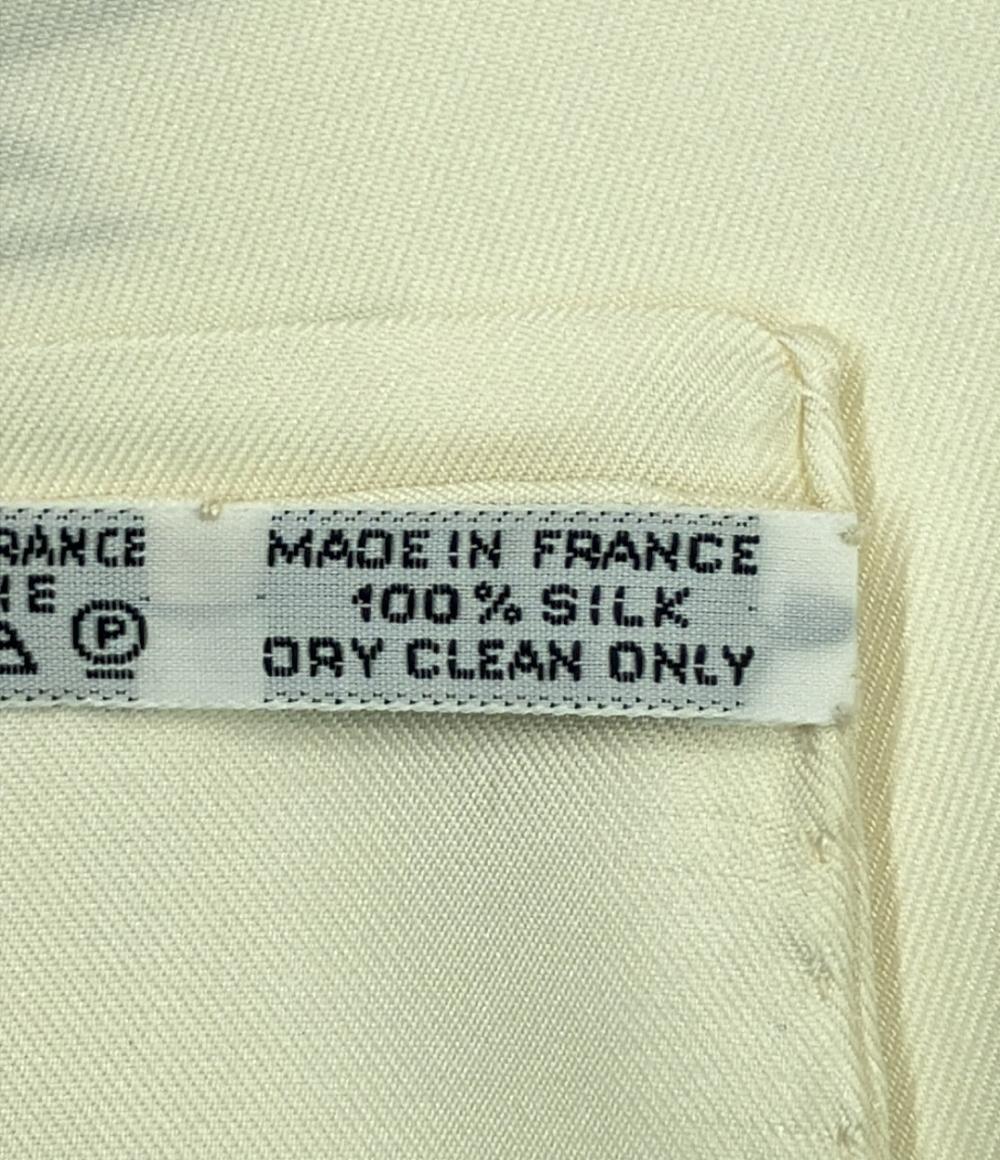 MADE IN FRANCE
100% SILK
DRY CLEAN ONLY
P